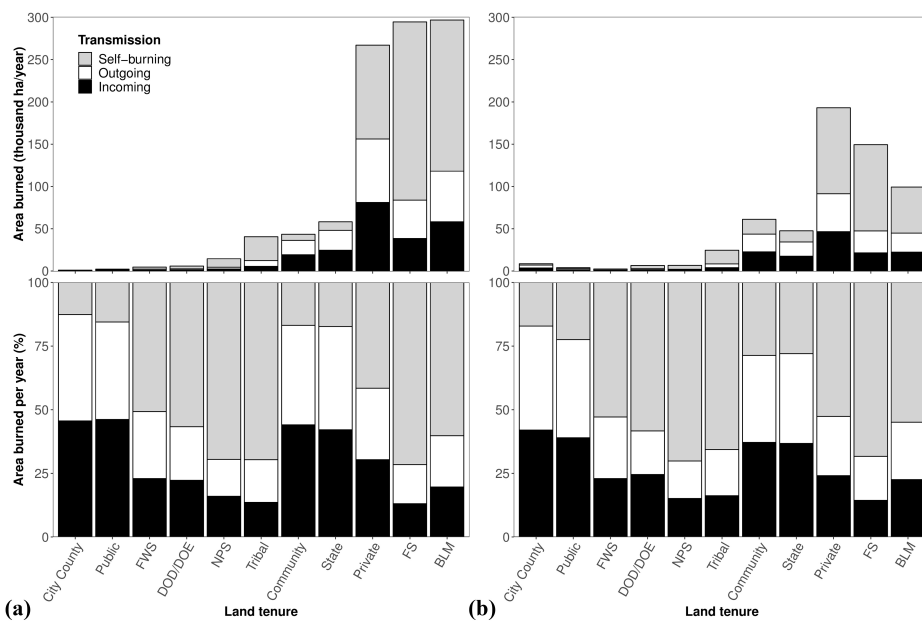 Area burned (thousand ha/year)
300
250
200
150
100
50
0
Transmission
Self−burning
Outgoing
Incoming
300
250
200
150
100
50
0
Area burned per year (%)
100
75
50
25
0
100
75
50
25
0
City County
Public
FWS
DOD/DOE
NPS
Tribal
Community
State
Private
FS
BLM
City County
Public
FWS
DOD/DOE
NPS
Tribal
Community
State
Private
FS
BLM
(a)
Land tenure
(b)
Land tenure